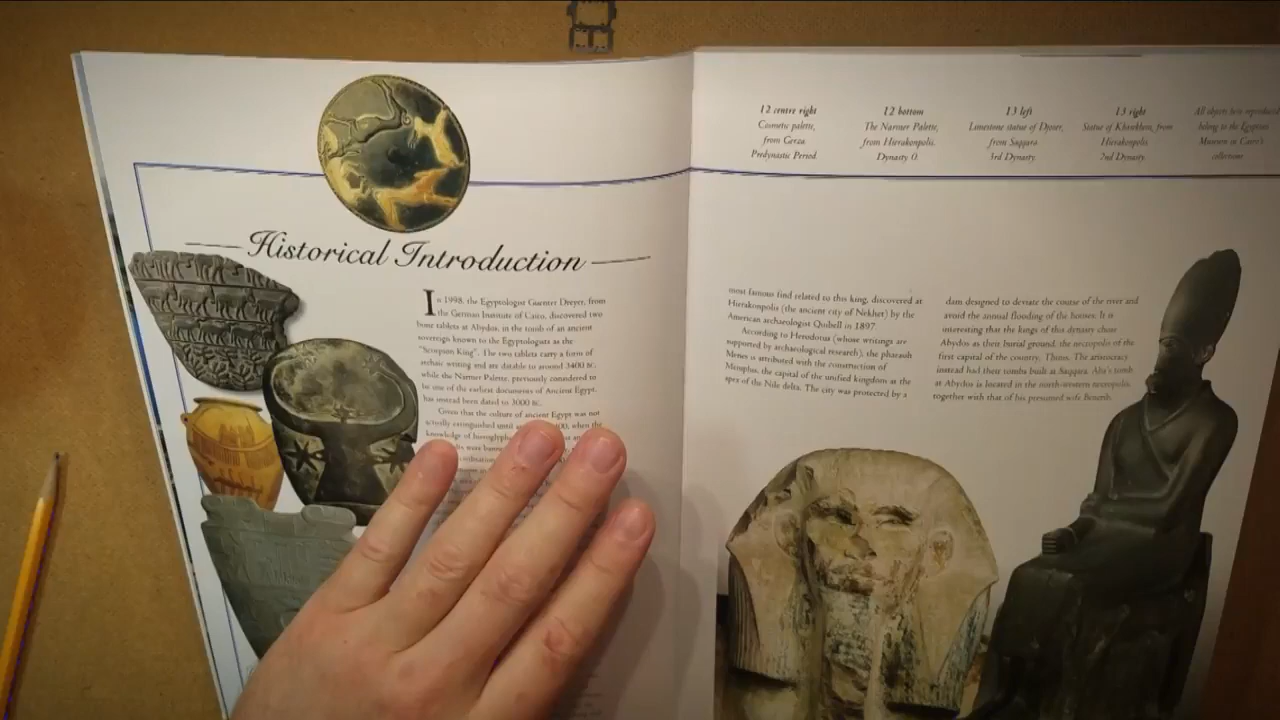 Historical Introduction
In 1998, the Egyptologist Guenter Dreyer, from
the German Institute of Cairo, discovered two
bone tablets at Abydos, in the tomb of an ancient
sovereign known to the Egyptologists as the
"Scorpion King". The two tablets carry a form of
archaic writing and are datable to around 3400 BC,
while the Narmer Palette, previously considered to
be one of the earliest documents of Ancient Egypt,
has instead been dated to 3000 BC.
Given that the culture of ancient Egypt was not
actually extinguished until
when the
knowledge of
were
12 centre right
Cosmetic palette,
from Gerza
Predynastic Period.
12 bottom
The Narmer Palette,
from Hierakonpolis.
Dynasty 0.
13 left
Limestone statue of Djoser,
from Saqqara
3rd Dynasty.
13 right
Statue of Khasekhem, from
Hierakonpolis
2nd Dynasty.
All objects here
belong to the Egyptian
Museum in Cairo's
collections
most famous find related to this king, discovered at
Hierakonpolis (the ancient city of Nekhet) by the
American archaeologist Quibell in 1897.
According to Herodotus (whose writings are
supported by archaeological research), the pharaoh
Menes is attributed with the construction of
Memphis, the capital of the unified kingdom at the
apex of the Nile delta. The city was protected by a
dam designed to deviate the course of the river and
avoid the annual flooding of the houses. It is
interesting that the kings of this dynasty chose
Abydos as their burial ground, the necropolis of the
first capital of the country, Thinis. The aristocracy
instead had their tombs built at Saqqara. Aha's tomb
at Abydos is located in the north-western necropolis,
together with that of his presumed wife Benerib.